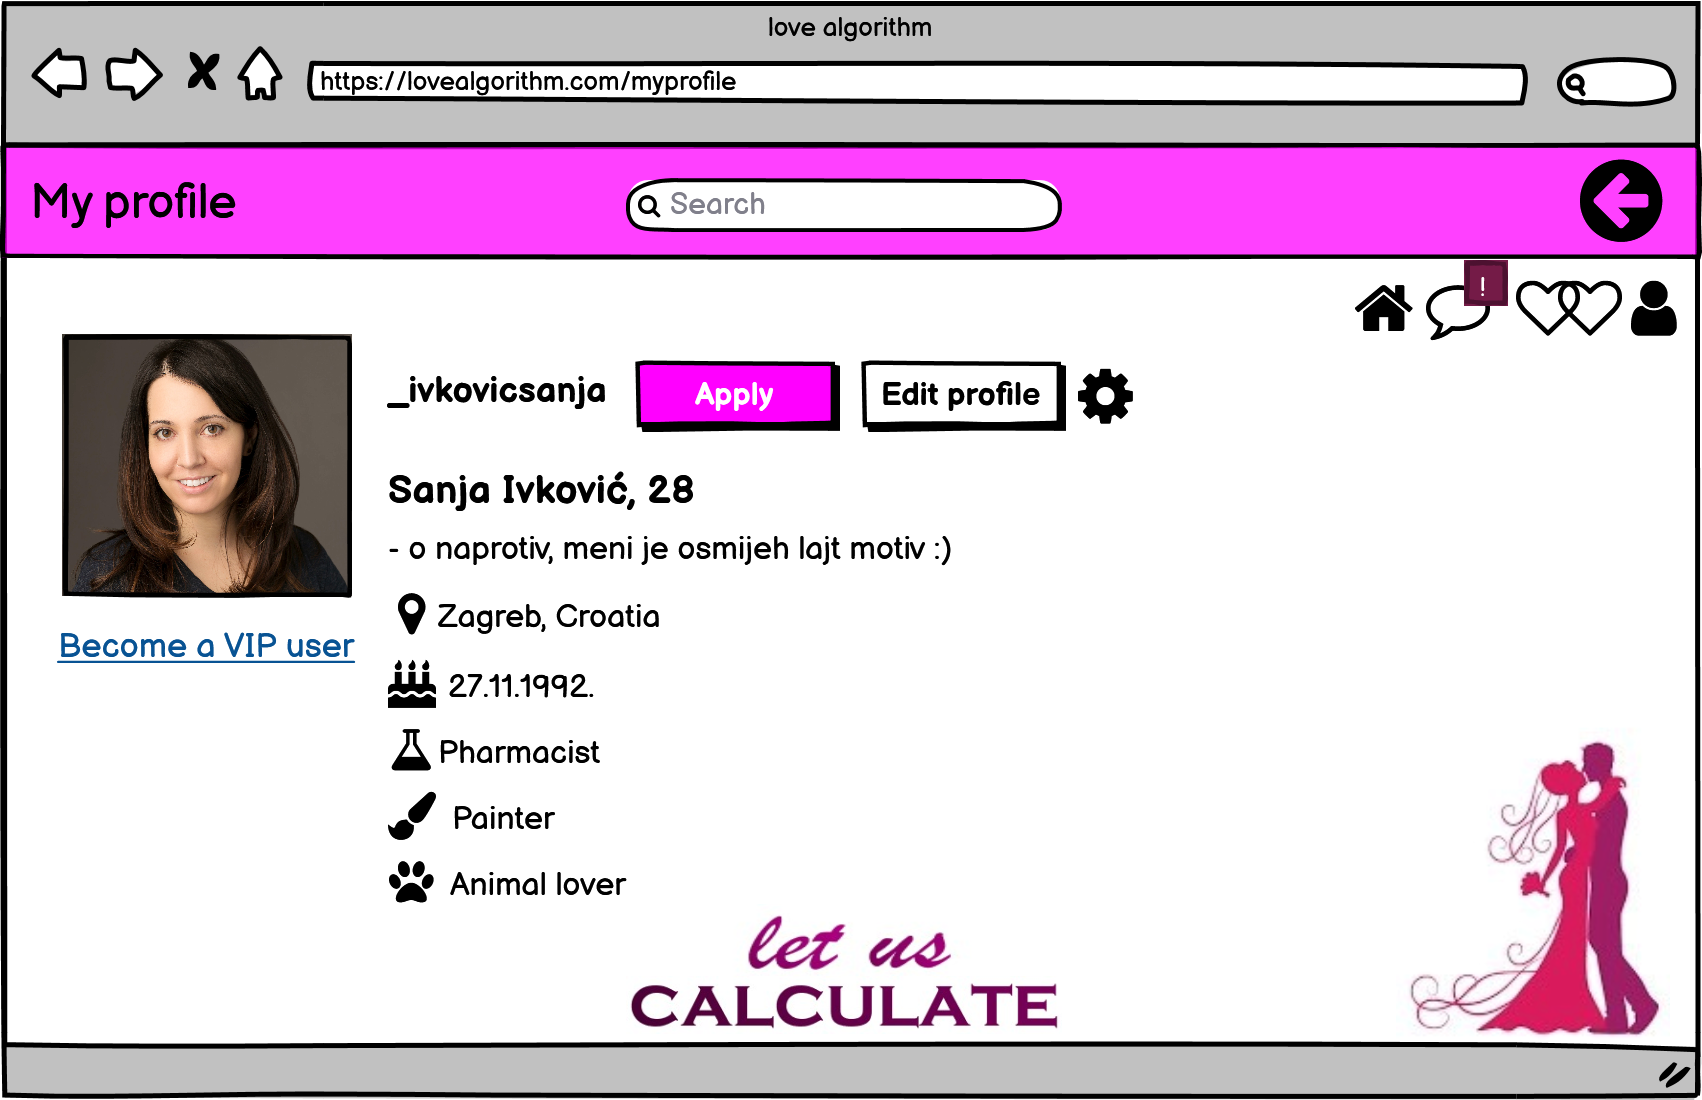 love algorithm
https://lovealgorithm.com/myprofile
My profile
Search
!
_ivkovicsanja
Apply
Edit profile
Sanja Ivković, 28
- o naprotiv, meni je osmijeh lajt motiv :)
Zagreb, Croatia
Become a VIP user
27.11.1992.
Pharmacist
Painter
Animal lover
let us
CALCULATE